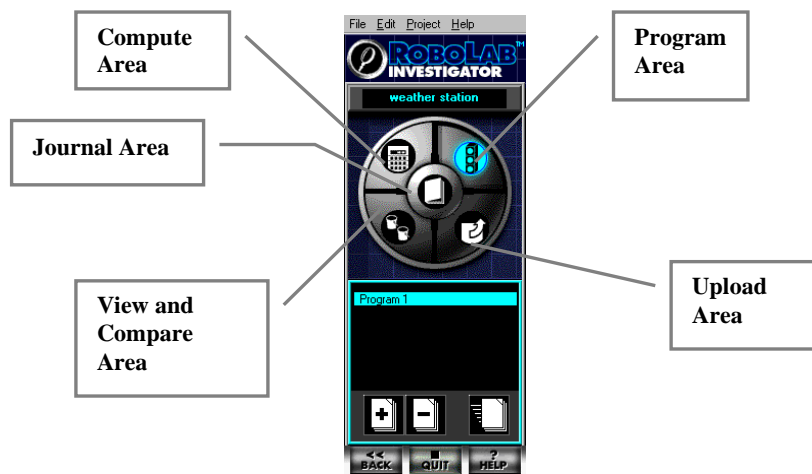 File Edit Project Help
ROBOLAB™
INVESTIGATOR
weather station
Compute
Area
Program
Area
Journal Area
View and
Compare
Area
Upload
Area
Program 1
<<
BACK
QUIT
?
HELP